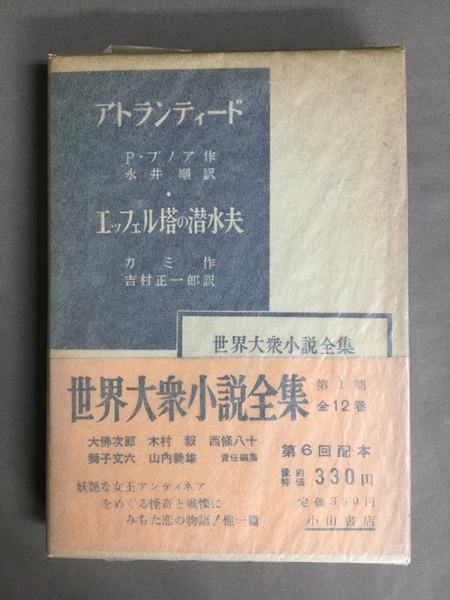 アトランティード
P・ブノア 作
永井 順 訳
・
エッフェル塔の潜水夫
カミ 作
吉村正一郎 訳
世界大衆小説全集
世界大衆小説全集
第1期
全12巻
大佛次郎 木村 毅 西條八十
獅子文六 山内義雄 責任編集
第6回配本
豫約特価 330円
定価 350円
小山書店
妖艶な女王アンティネア
をめぐる怪奇と戦慄に
みちた恋の物語!他一篇